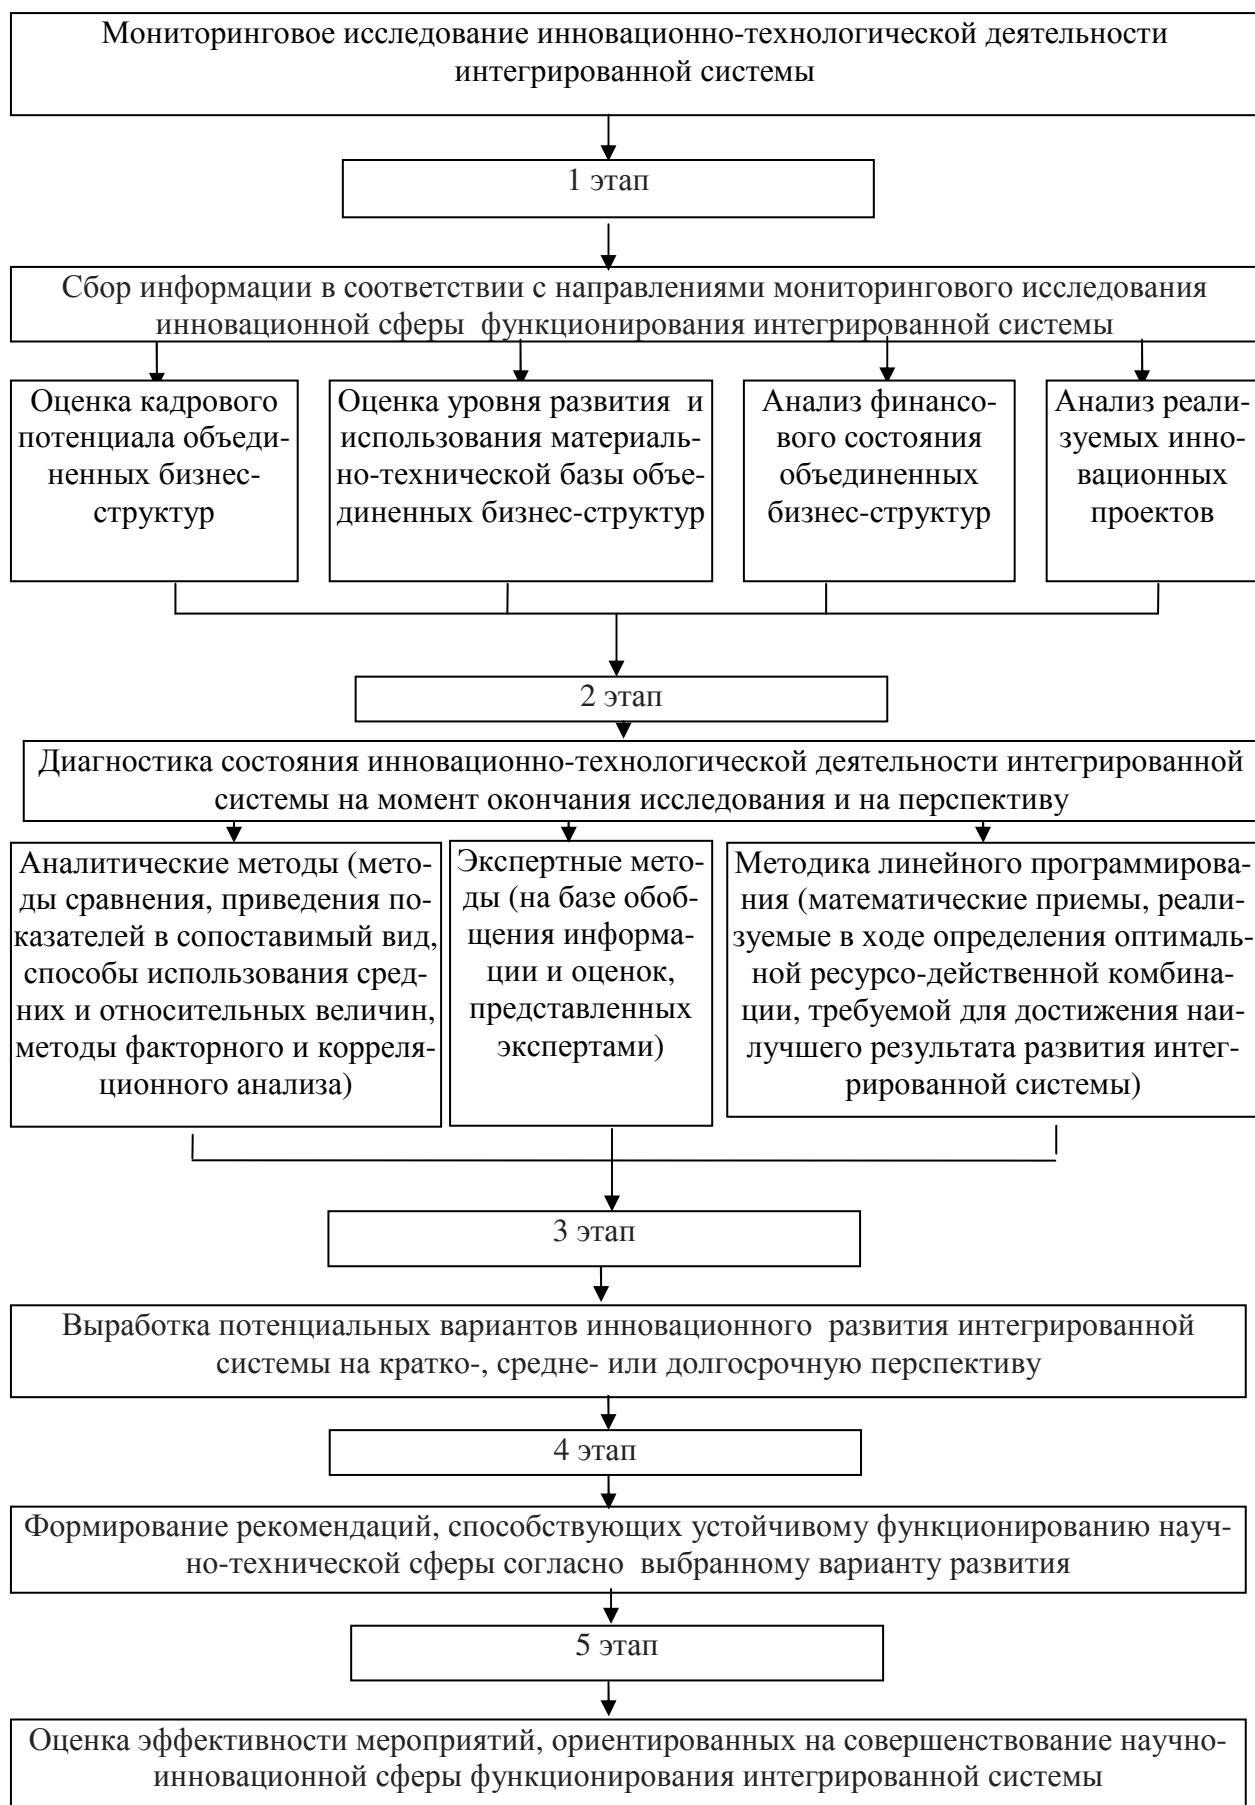 Мониторинговое исследование инновационно-технологической деятельности
интегрированной системы
1 этап
Сбор информации в соответствии с направлениями мониторингового исследования
инновационной сферы функционирования интегрированной системы
Оценка кадрового
потенциала объеди-
ненных бизнес-
структур
Оценка уровня развития и
использования материаль-
но-технической базы объе-
диненных бизнес-структур
Анализ финансо-
вого состояния
объединенных
бизнес-структур
Анализ реали-
зуемых инно-
вационных
проектов
2 этап
Диагностика состояния инновационно-технологической деятельности интегрированной
системы на момент окончания исследования и на перспективу
Аналитические методы (мето-
ды сравнения, приведения по-
казателей в сопоставимый вид,
способы использования сред-
них и относительных величин,
методы факторного и корреля-
ционного анализа)
Экспертные мето-
ды (на базе обоб-
щения информа-
ции и оценок,
представленных
экспертами)
Методика линейного программирова-
ния (математические приемы, реали-
зуемые в ходе определения оптималь-
ной ресурсо-действенной комбина-
ции, требуемой для достижения наи-
лучшего результата развития интег-
рированной системы)
3 этап
Выработка потенциальных вариантов инновационного развития интегрированной
системы на кратко-, средне- или долгосрочную перспективу
4 этап
Формирование рекомендаций, способствующих устойчивому функционированию науч-
но-технической сферы согласно выбранному варианту развития
5 этап
Оценка эффективности мероприятий, ориентированных на совершенствование научно-
инновационной сферы функционирования интегрированной системы